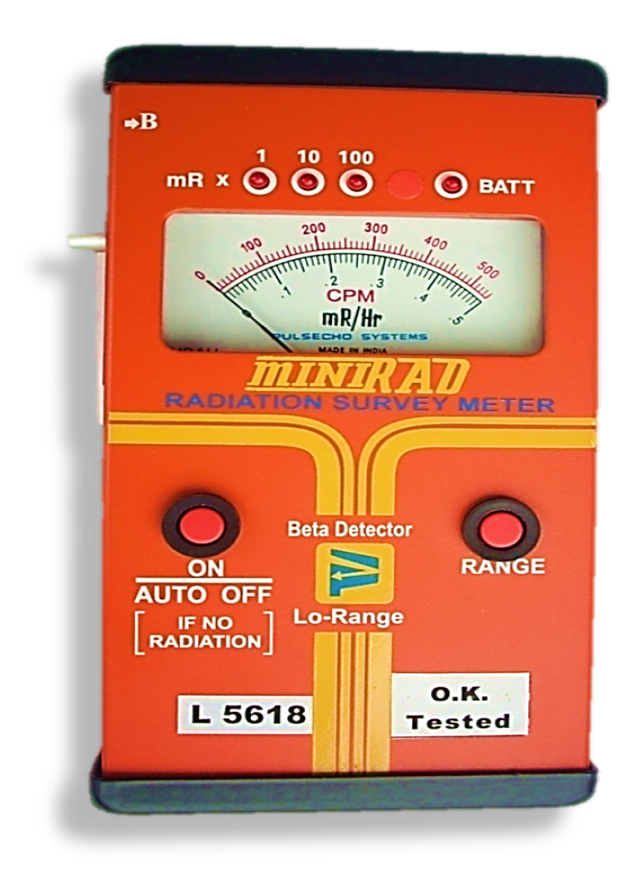 ➡B
1 10 100
mR x BATT
0 100 200 300 400 500
.1 .2 .3 .4 .5
CPM
mR/Hr
PULSECHO SYSTEMS
MADE IN INDIA
MINIRAD
RADIATION SURVEY METER
Beta Detector
ON
AUTO OFF
[IF NO
RADIATION]
RANGE
Lo-Range
L 5618
O.K.
Tested